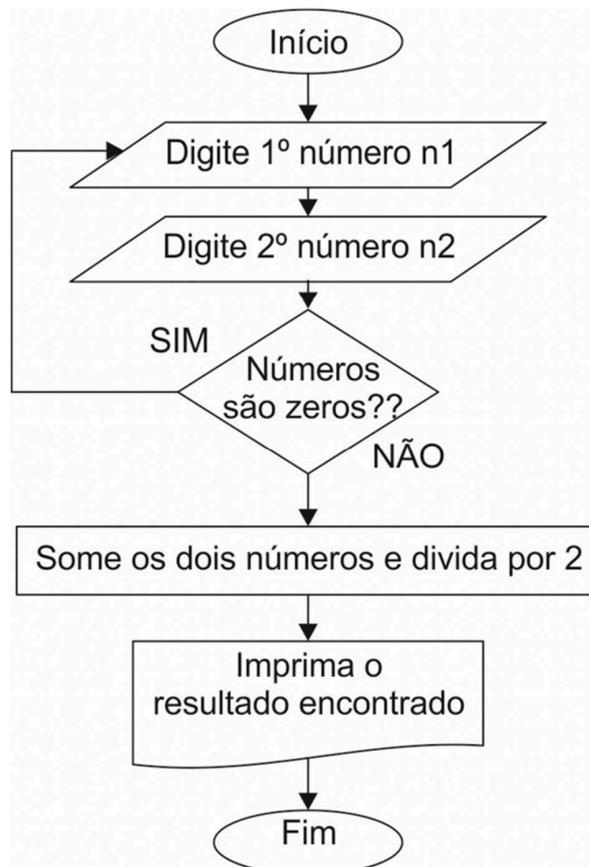 Início
Digite 1º número n1
Digite 2º número n2
SIM
Números
são zeros??
NÃO
Some os dois números e divida por 2
Imprima o
resultado encontrado
Fim